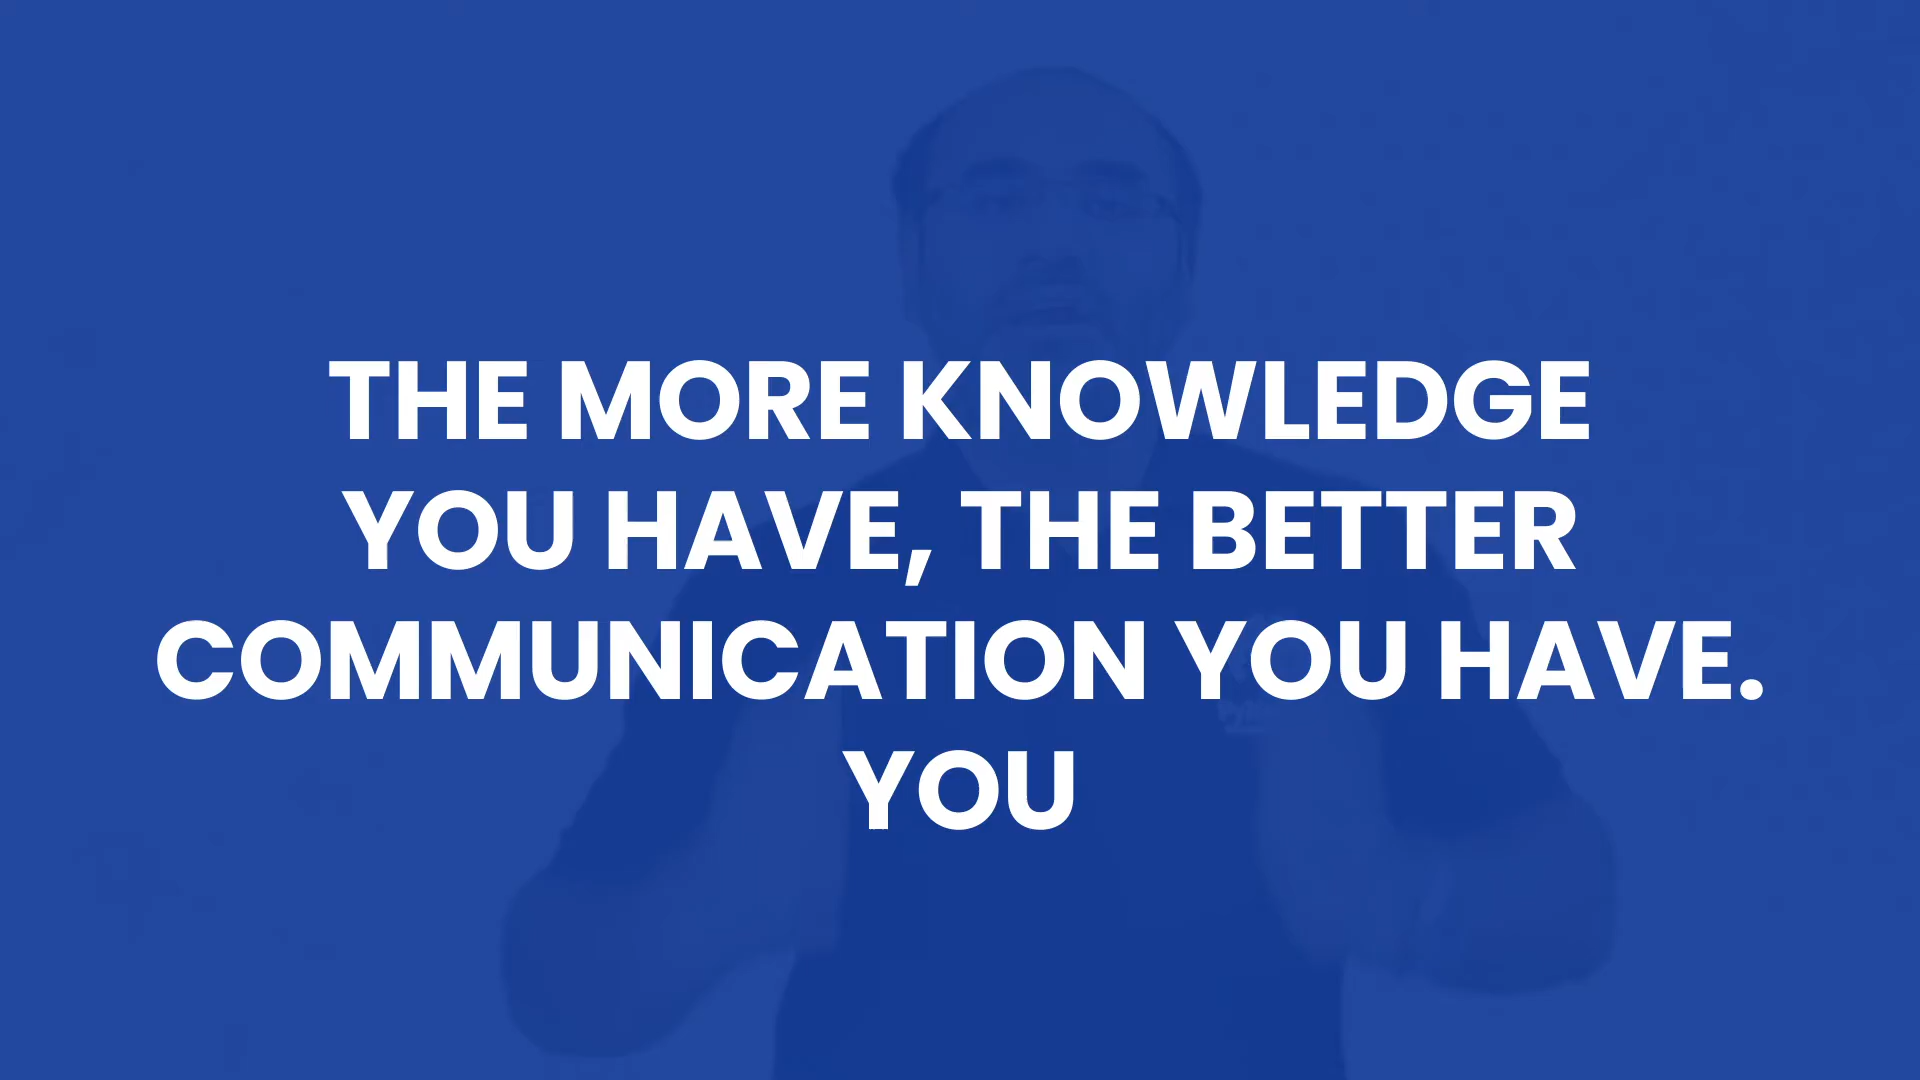 THE MORE KNOWLEDGE
YOU HAVE, THE BETTER
COMMUNICATION YOU HAVE.
YOU